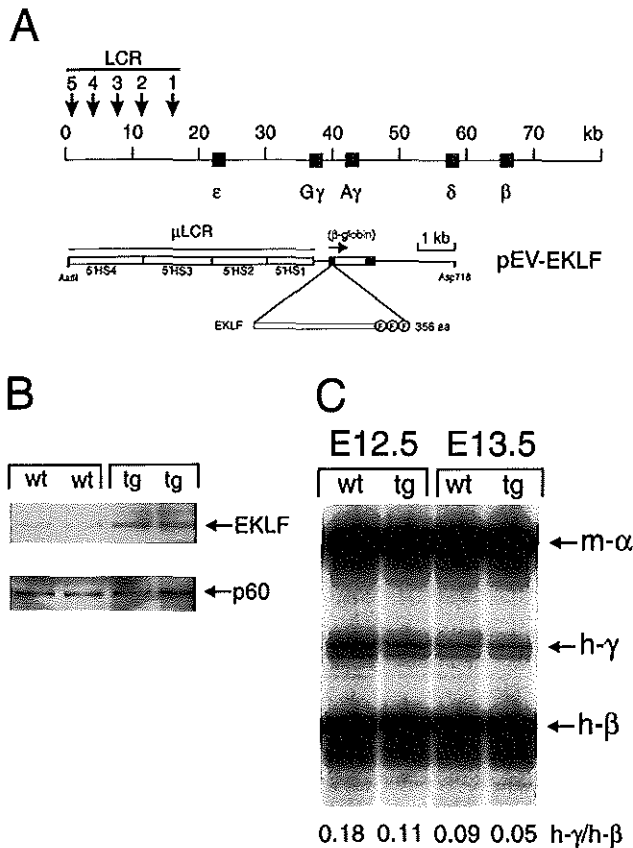 A
LCR
5 4 3 2 1
0 10 20 30 40 50 60 70 kb
ε Gγ Aγ δ β
μLCR
(β-globin)
1 kb
pEV-EKLF
5'HS4 5'HS3 5'HS2 5'HS1
Asp718
EKLF
356 aa
B
wt wt tg tg
EKLF
p60
C
E12.5 E13.5
wt tg wt tg
m-α
h-γ
h-β
0.18 0.11 0.09 0.05 h-γ/h-β